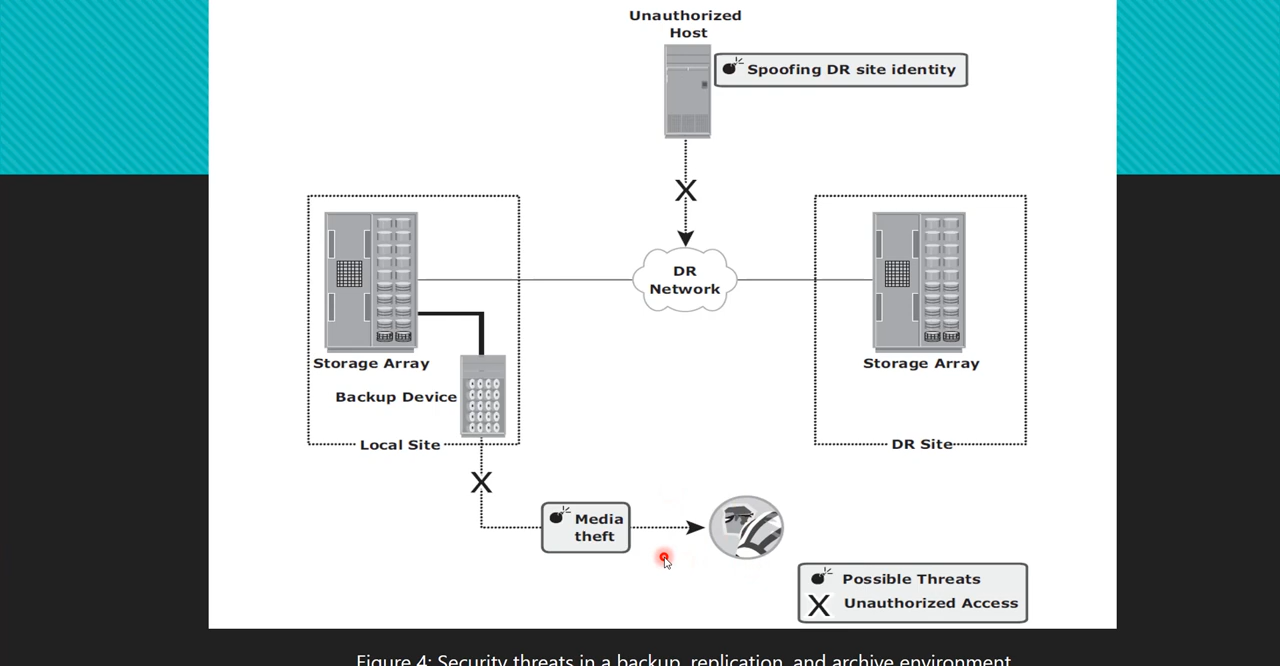 Unauthorized
Host
Spoofing DR site identity
X
DR
Network
Storage Array
Storage Array
Backup Device
Local Site
DR Site
X
Media
theft
Possible Threats
X Unauthorized Access
Figure 4: Security threats in a backup, replication, and archive environment